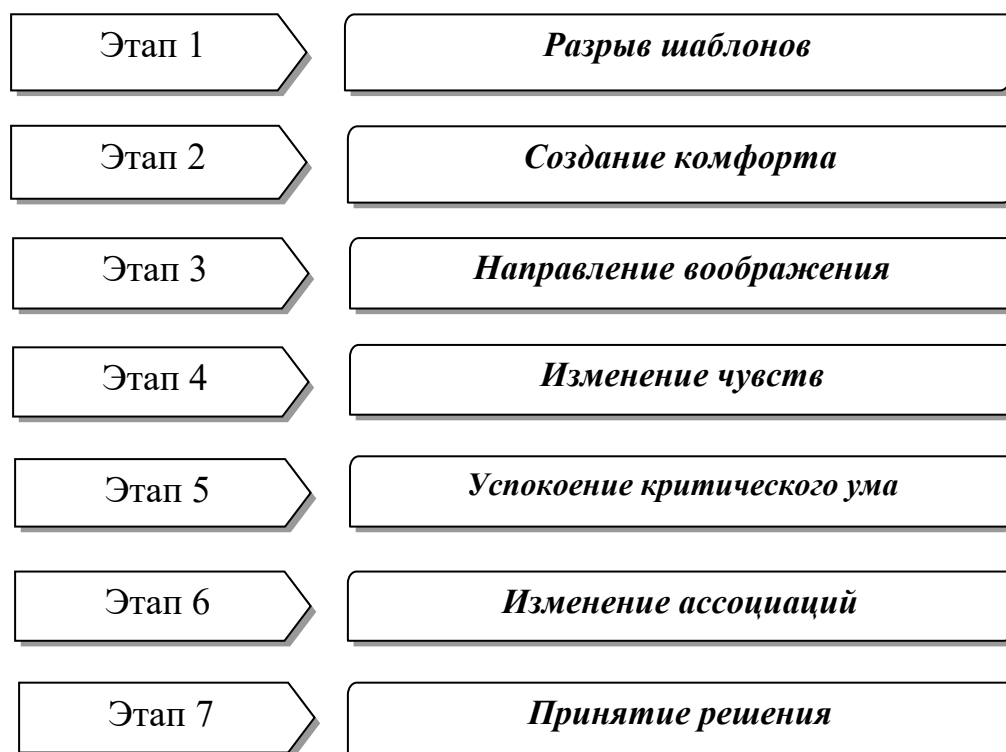 Этап 1
Разрыв шаблонов
Этап 2
Создание комфорта
Этап 3
Направление воображения
Этап 4
Изменение чувств
Этап 5
Успокоение критического ума
Этап 6
Изменение ассоциаций
Этап 7
Принятие решения